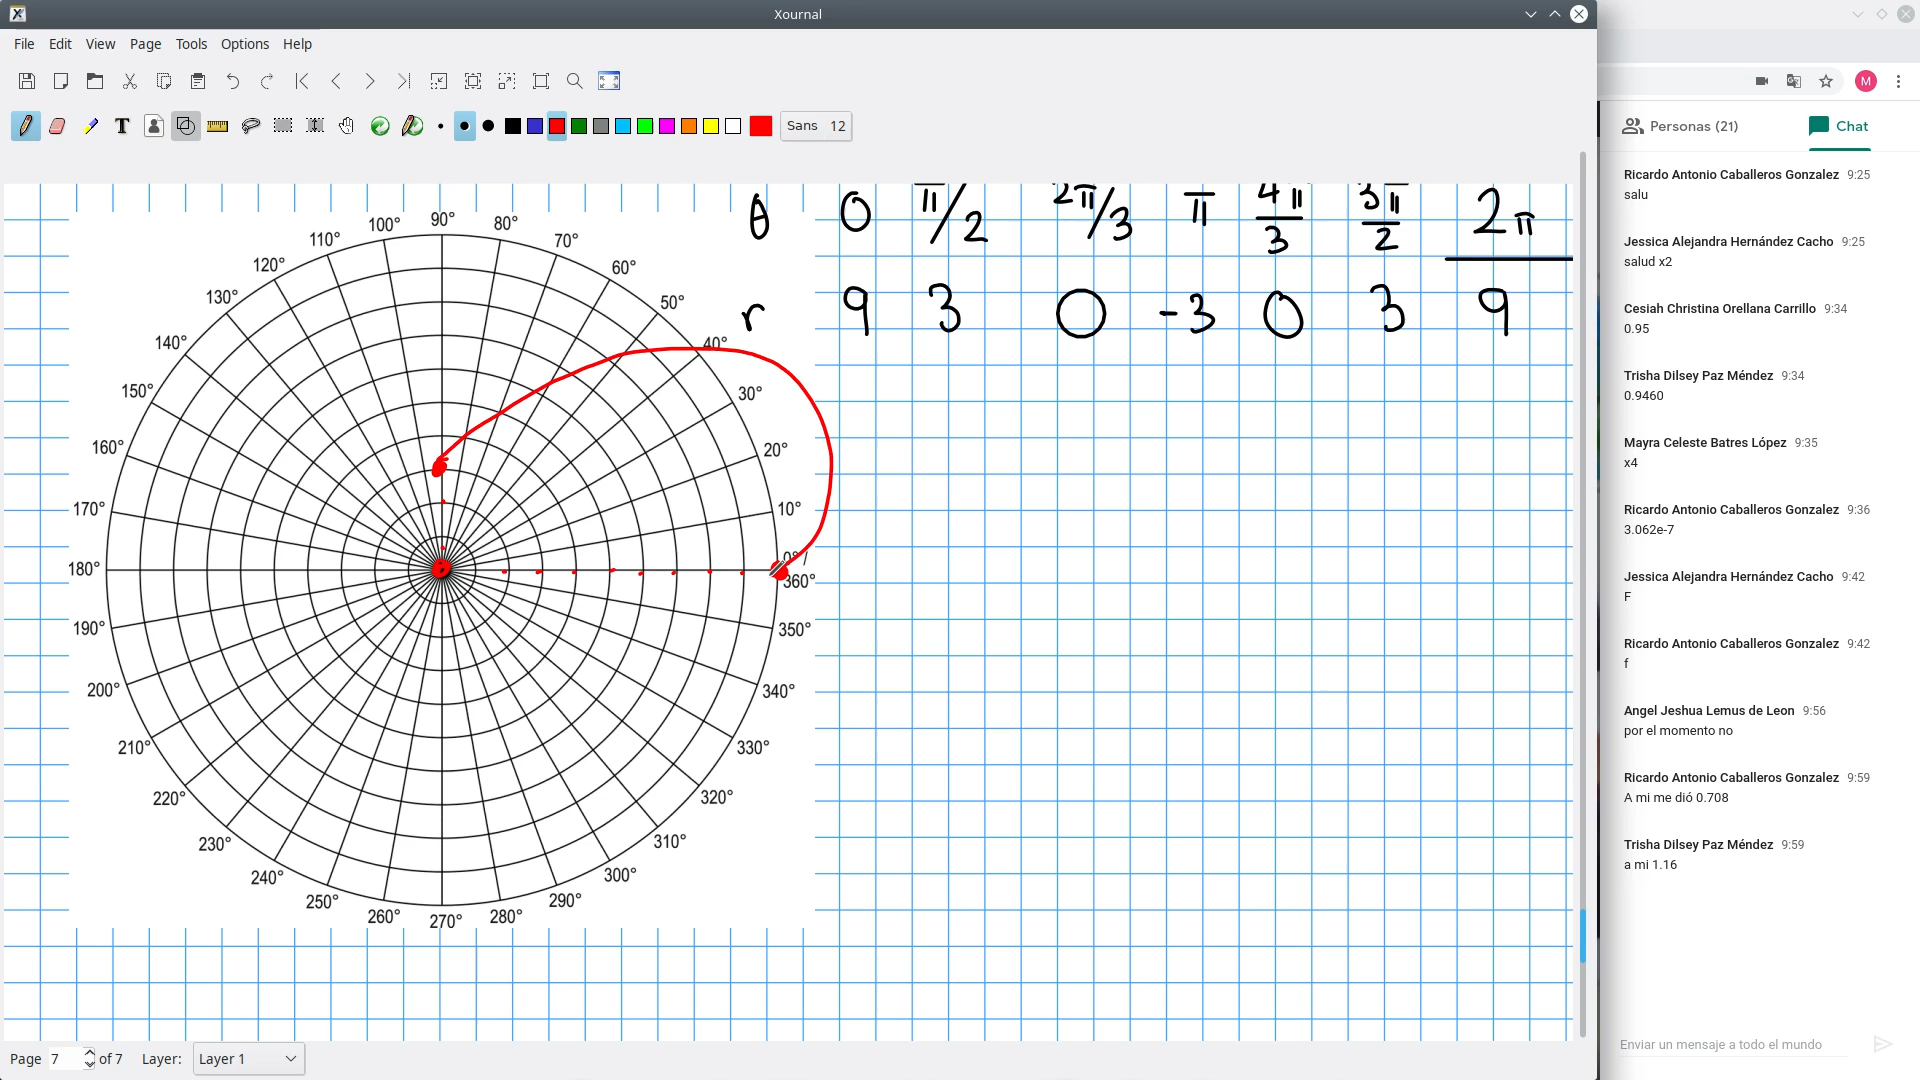 Xournal
File Edit View Page Tools Options Help
Sans 12
θ 0 π/2 2π/3 π 4π/3 3π/2 2π
r 9 3 0 -3 0 3 9
90°
100° 80°
110° 70°
120° 60°
130° 50°
140° 40°
150° 30°
160° 20°
170° 10°
180° 0°/
360°
190° 350°
200° 340°
210° 330°
220° 320°
230° 310°
240° 300°
250° 290°
260° 270° 280°
Page 7 of 7 Layer: Layer 1
M
Personas (21) Chat
Ricardo Antonio Caballeros Gonzalez 9:25
salu
Jessica Alejandra Hernández Cacho 9:25
salud x2
Cesiah Christina Orellana Carrillo 9:34
0.95
Trisha Dilsey Paz Méndez 9:34
0.9460
Mayra Celeste Batres López 9:35
x4
Ricardo Antonio Caballeros Gonzalez 9:36
3.062e-7
Jessica Alejandra Hernández Cacho 9:42
F
Ricardo Antonio Caballeros Gonzalez 9:42
f
Angel Jeshua Lemus de Leon 9:56
por el momento no
Ricardo Antonio Caballeros Gonzalez 9:59
A mi me dió 0.708
Trisha Dilsey Paz Méndez 9:59
a mi 1.16
Enviar un mensaje a todo el mundo